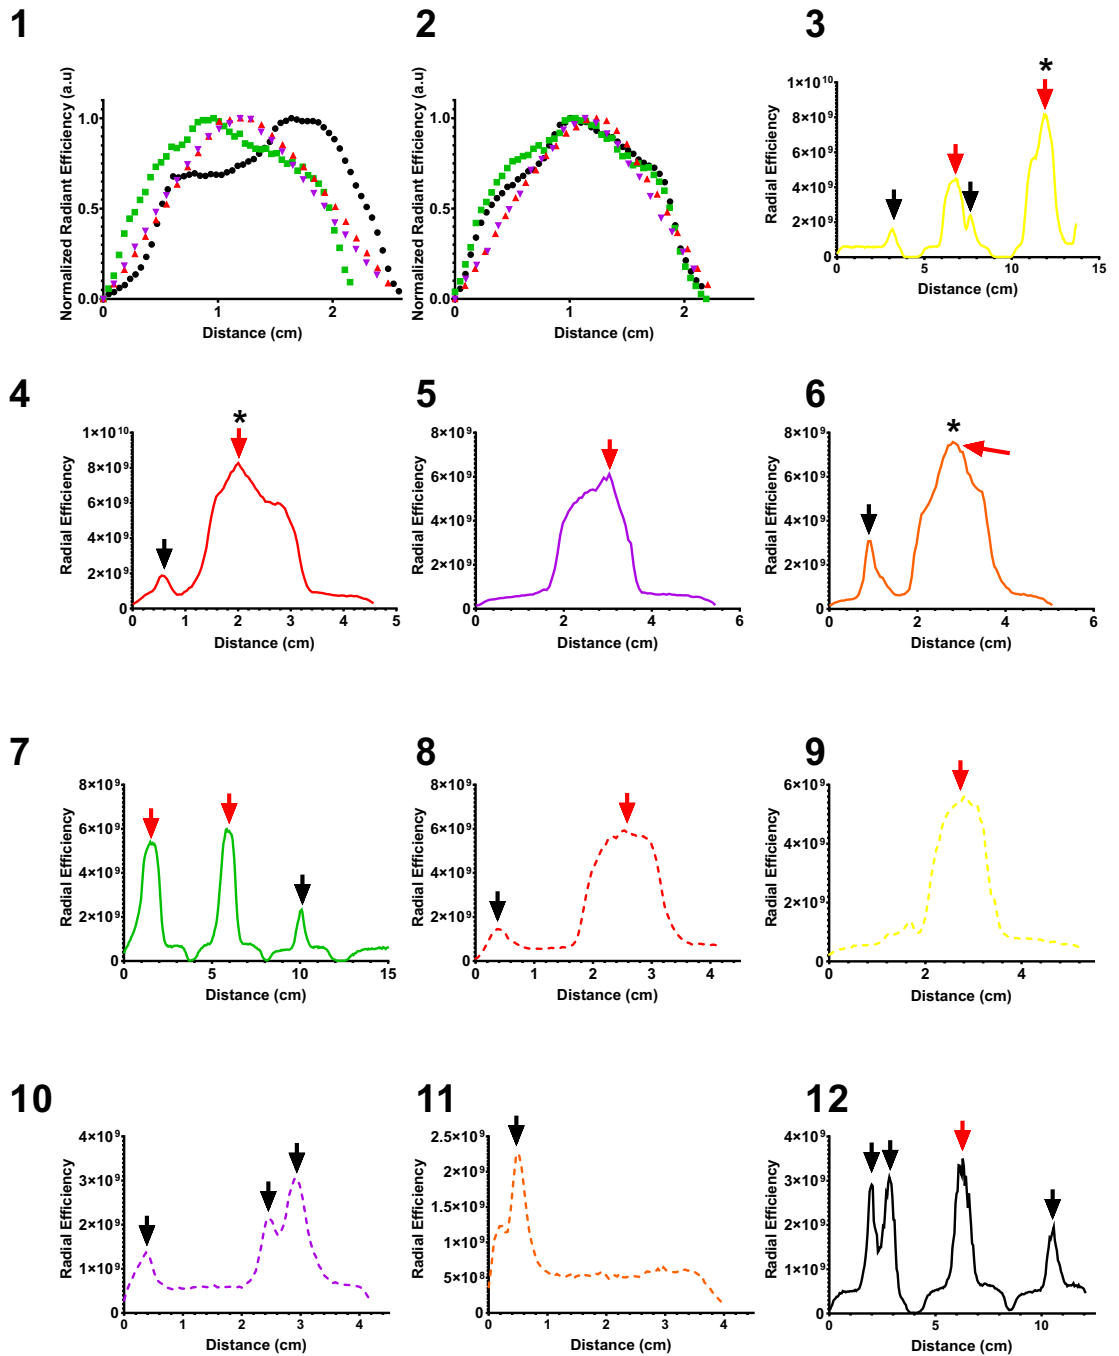 1
Normalized Radiant Efficiency (a.u)
1.0
0.5
0.0
0 1 2
Distance (cm)
2
Normalized Radiant Efficiency (a.u)
1.0
0.5
0.0
0 1 2
Distance (cm)
3
*
Radial Efficiency
1×10¹⁰
8×10⁹
6×10⁹
4×10⁹
2×10⁹
0
0 5 10 15
Distance (cm)
4
*
Radial Efficiency
1×10¹⁰
8×10⁹
6×10⁹
4×10⁹
2×10⁹
0
0 1 2 3 4 5
Distance (cm)
5
Radial Efficiency
8×10⁹
6×10⁹
4×10⁹
2×10⁹
0
0 2 4 6
Distance (cm)
6
*
Radial Efficiency
8×10⁹
6×10⁹
4×10⁹
2×10⁹
0
0 2 4 6
Distance (cm)
7
Radial Efficiency
8×10⁹
6×10⁹
4×10⁹
2×10⁹
0
0 5 10 15
Distance (cm)
8
Radial Efficiency
8×10⁹
6×10⁹
4×10⁹
2×10⁹
0
0 1 2 3 4
Distance (cm)
9
Radial Efficiency
6×10⁹
4×10⁹
2×10⁹
0
0 2 4
Distance (cm)
10
Radial Efficiency
4×10⁹
3×10⁹
2×10⁹
1×10⁹
0
0 1 2 3 4
Distance (cm)
11
Radial Efficiency
2.5×10⁹
2×10⁹
1.5×10⁹
1×10⁹
5×10⁸
0
0 1 2 3 4
Distance (cm)
12
Radial Efficiency
4×10⁹
3×10⁹
2×10⁹
1×10⁹
0
0 5 10
Distance (cm)